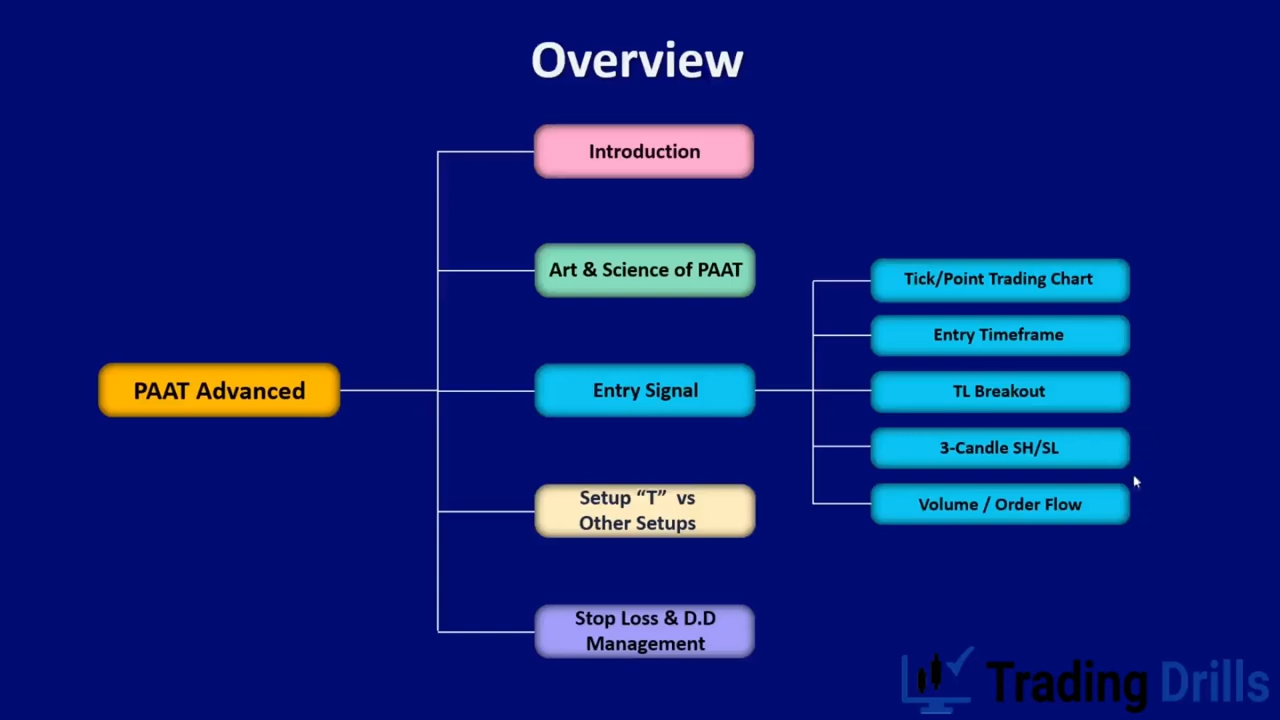 Overview
Introduction
Art & Science of PAAT
Tick/Point Trading Chart
Entry Timeframe
PAAT Advanced
Entry Signal
TL Breakout
3-Candle SH/SL
Setup “T” vs
Other Setups
Volume / Order Flow
Stop Loss & D.D
Management
Trading Drills